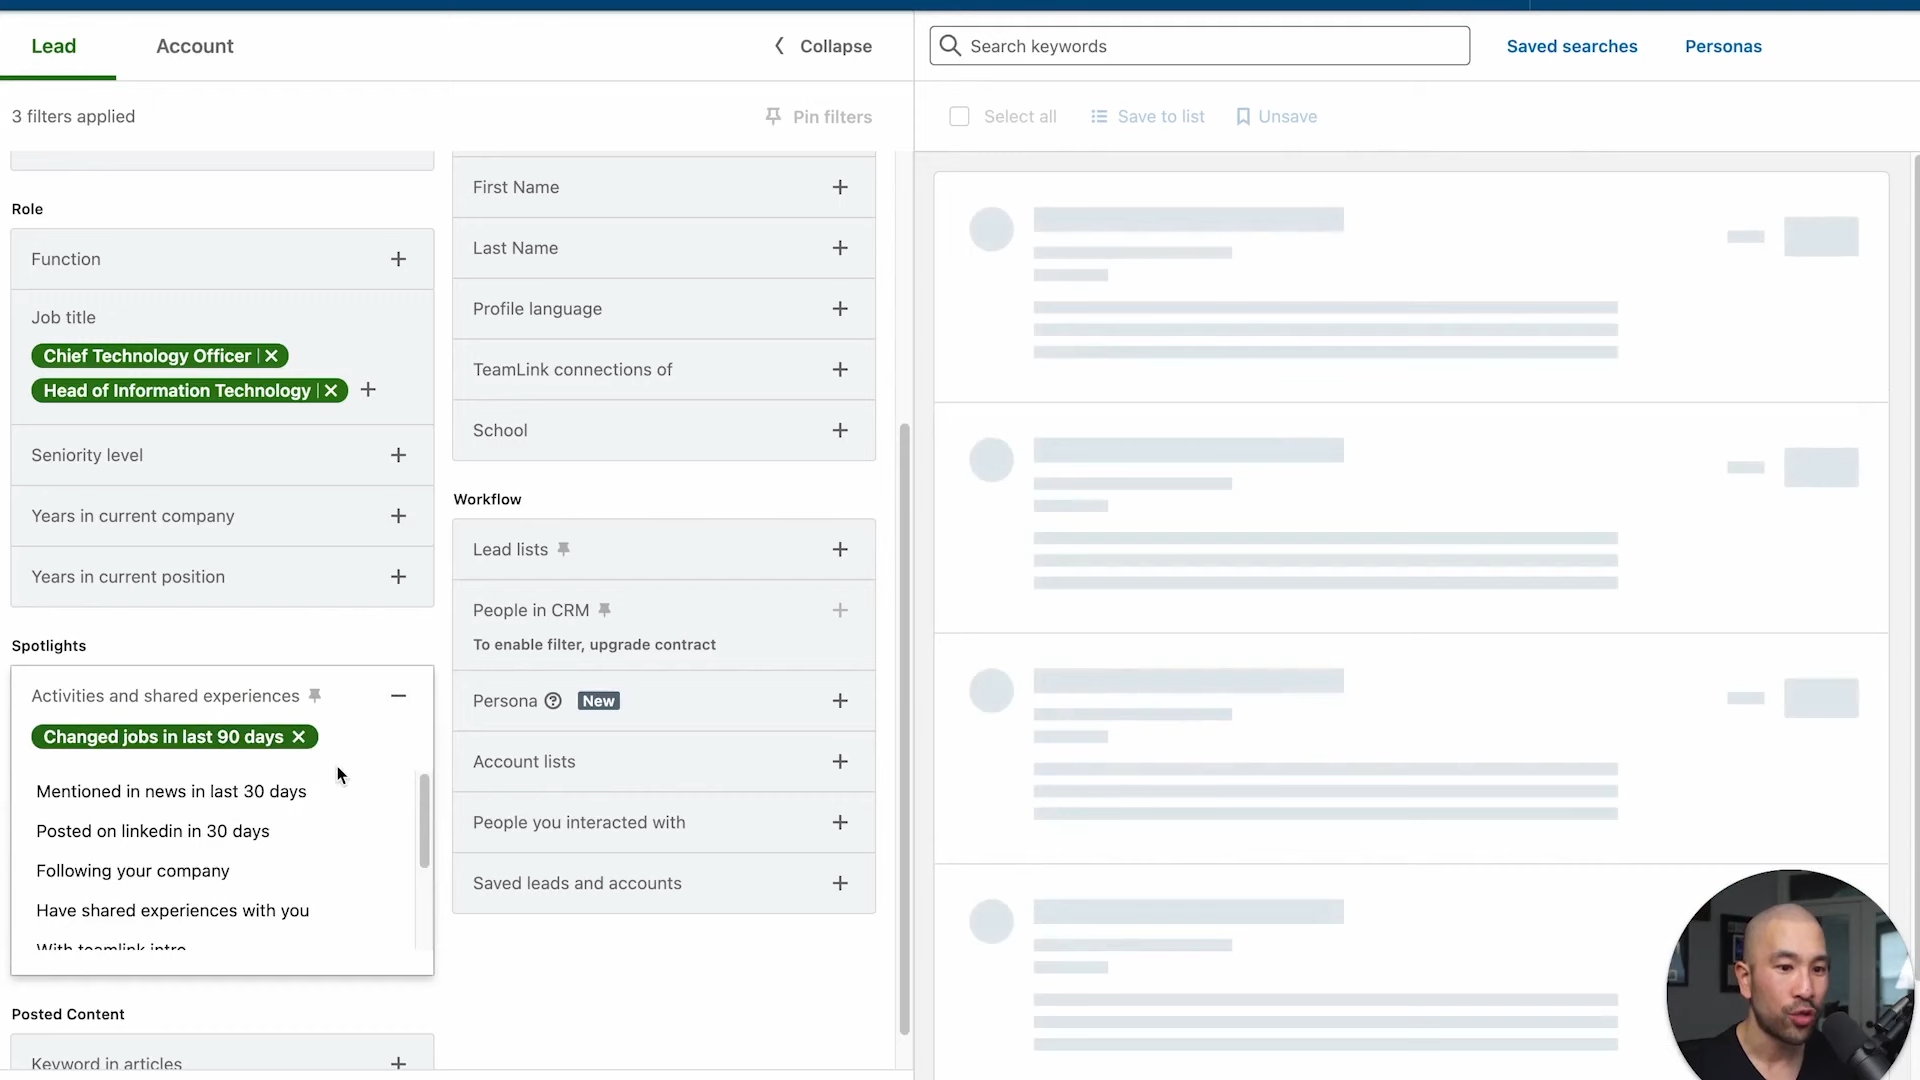 Lead
Account
Collapse
Search keywords
Saved searches
Personas
3 filters applied
Pin filters
Select all
Save to list
Unsave
Role
Function
Job title
Chief Technology Officer
Head of Information Technology
Seniority level
Years in current company
Years in current position
Spotlights
Activities and shared experiences
Changed jobs in last 90 days
Mentioned in news in last 30 days
Posted on linkedin in 30 days
Following your company
Have shared experiences with you
With teamlink intro
Posted Content
Keyword in articles
First Name
Last Name
Profile language
TeamLink connections of
School
Workflow
Lead lists
People in CRM
To enable filter, upgrade contract
Persona New
Account lists
People you interacted with
Saved leads and accounts